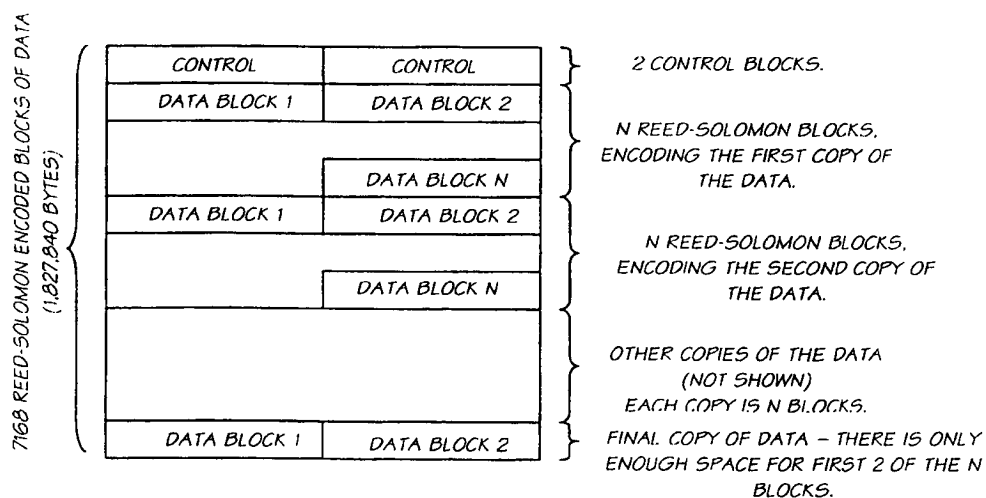 7168 REED-SOLOMON ENCODED BLOCKS OF DATA
(1,827,840 BYTES)
CONTROL CONTROL
2 CONTROL BLOCKS.
DATA BLOCK 1 DATA BLOCK 2
N REED-SOLOMON BLOCKS,
ENCODING THE FIRST COPY OF
THE DATA.
DATA BLOCK N
DATA BLOCK 1 DATA BLOCK 2
N REED-SOLOMON BLOCKS,
ENCODING THE SECOND COPY OF
THE DATA.
DATA BLOCK N
OTHER COPIES OF THE DATA
(NOT SHOWN)
EACH COPY IS N BLOCKS.
DATA BLOCK 1 DATA BLOCK 2
FINAL COPY OF DATA – THERE IS ONLY
ENOUGH SPACE FOR FIRST 2 OF THE N
BLOCKS.